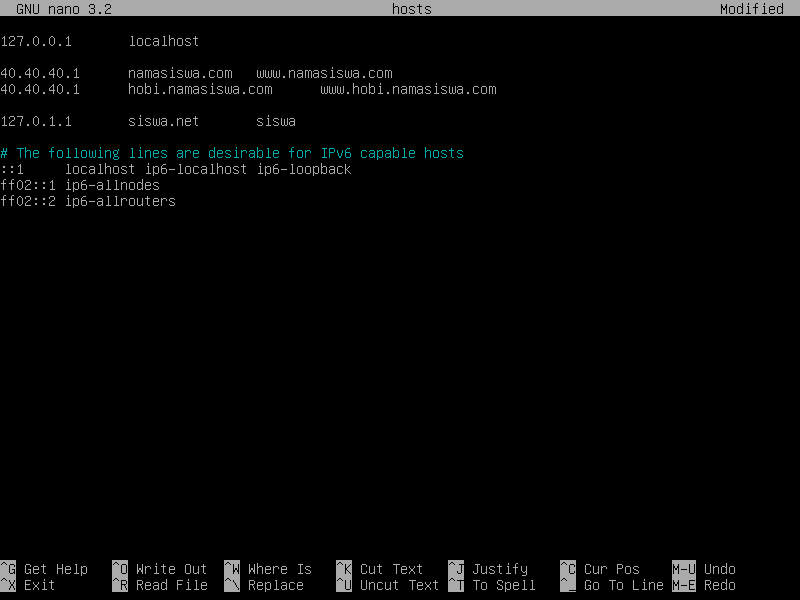 GNU nano 3.2 hosts Modified
127.0.0.1 localhost
40.40.40.1 namasiswa.com www.namasiswa.com
40.40.40.1 hobi.namasiswa.com www.hobi.namasiswa.com
127.0.1.1 siswa.net siswa
# The following lines are desirable for IPv6 capable hosts
::1 localhost ip6-localhost ip6-loopback
ff02::1 ip6-allnodes
ff02::2 ip6-allrouters
^G Get Help ^O Write Out ^W Where Is ^K Cut Text ^J Justify ^C Cur Pos M-U Undo
^X Exit ^R Read File ^\ Replace ^U Uncut Text ^T To Spell ^_ Go To Line M-E Redo